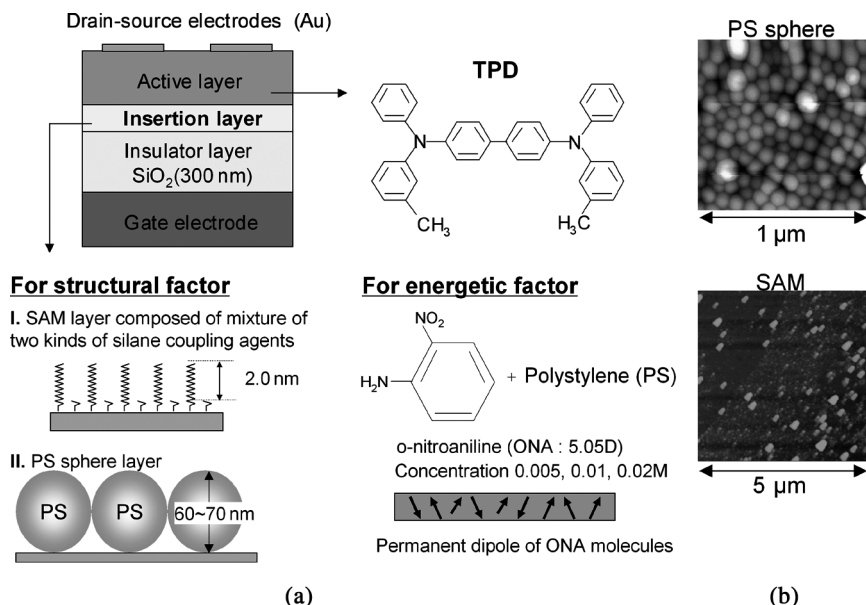 Drain-source electrodes (Au)
Active layer
Insertion layer
Insulator layer
SiO₂(300 nm)
Gate electrode
TPD
N
N
CH₃
H₃C
For structural factor
I. SAM layer composed of mixture of
two kinds of silane coupling agents
2.0 nm
II. PS sphere layer
PS
PS
60~70 nm
For energetic factor
NO₂
H₂N
+ Polystylene (PS)
o-nitroaniline (ONA : 5.05D)
Concentration 0.005, 0.01, 0.02M
Permanent dipole of ONA molecules
(a)
PS sphere
1 μm
SAM
5 μm
(b)